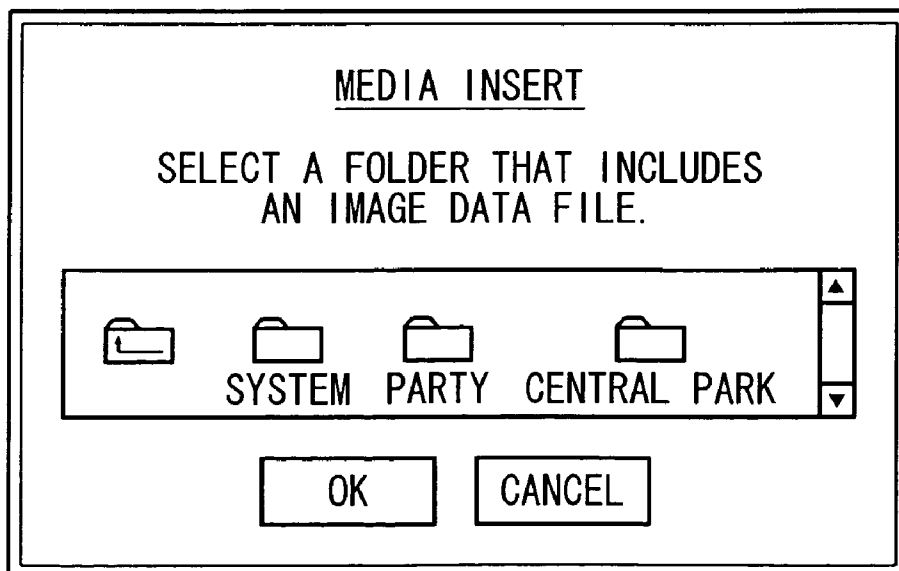 MEDIA INSERT
SELECT A FOLDER THAT INCLUDES
AN IMAGE DATA FILE.
SYSTEM PARTY CENTRAL PARK
OK CANCEL